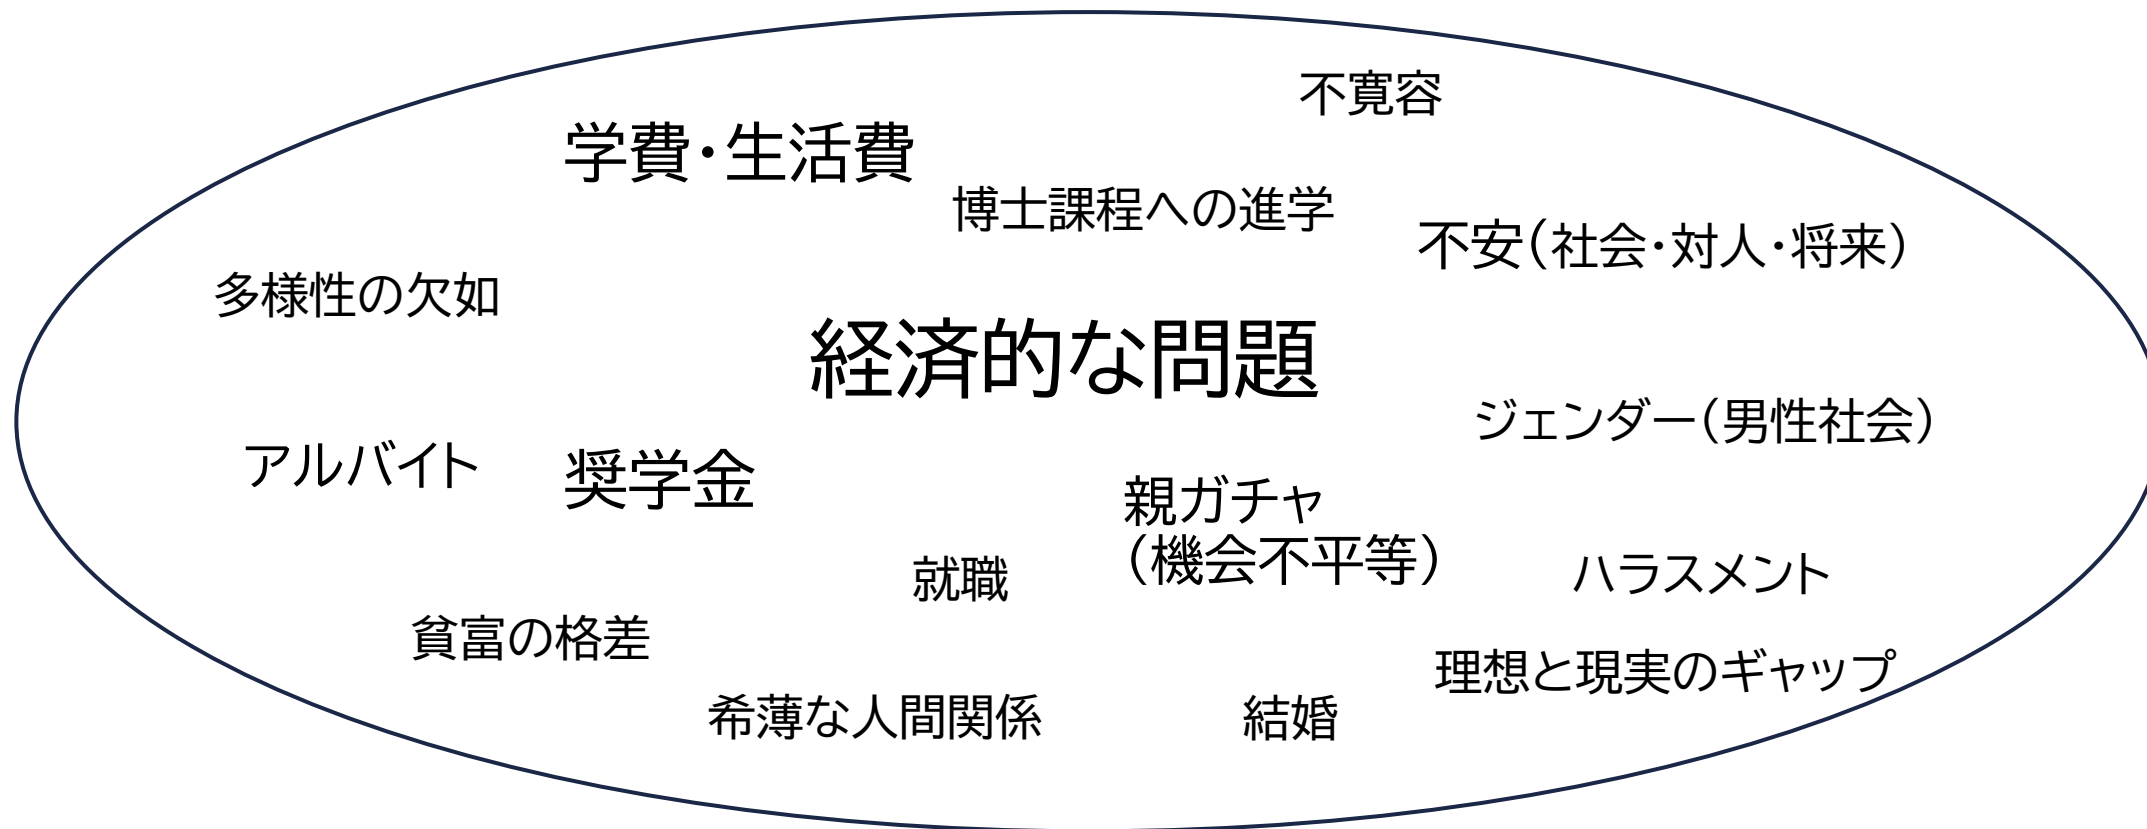 不寛容
学費・生活費
博士課程への進学
不安(社会・対人・将来)
多様性の欠如
経済的な問題
ジェンダー(男性社会)
アルバイト
奨学金
親ガチャ
(機会不平等)
就職
ハラスメント
貧富の格差
理想と現実のギャップ
希薄な人間関係
結婚